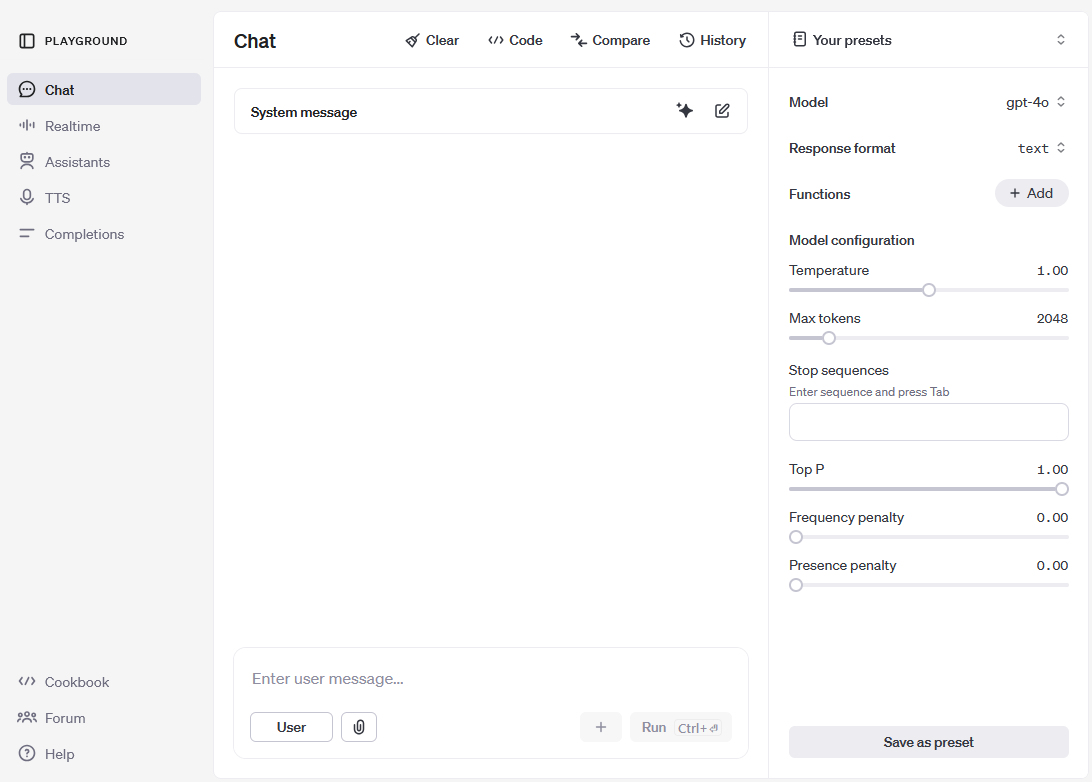 PLAYGROUND
Chat
Realtime
Assistants
TTS
Completions
Cookbook
Forum
Help
Chat
Clear
Code
Compare
History
System message
Enter user message...
User
Run Ctrl+⏎
Your presets
Model gpt-4o
Response format text
Functions + Add
Model configuration
Temperature 1.00
Max tokens 2048
Stop sequences
Enter sequence and press Tab
Top P 1.00
Frequency penalty 0.00
Presence penalty 0.00
Save as preset